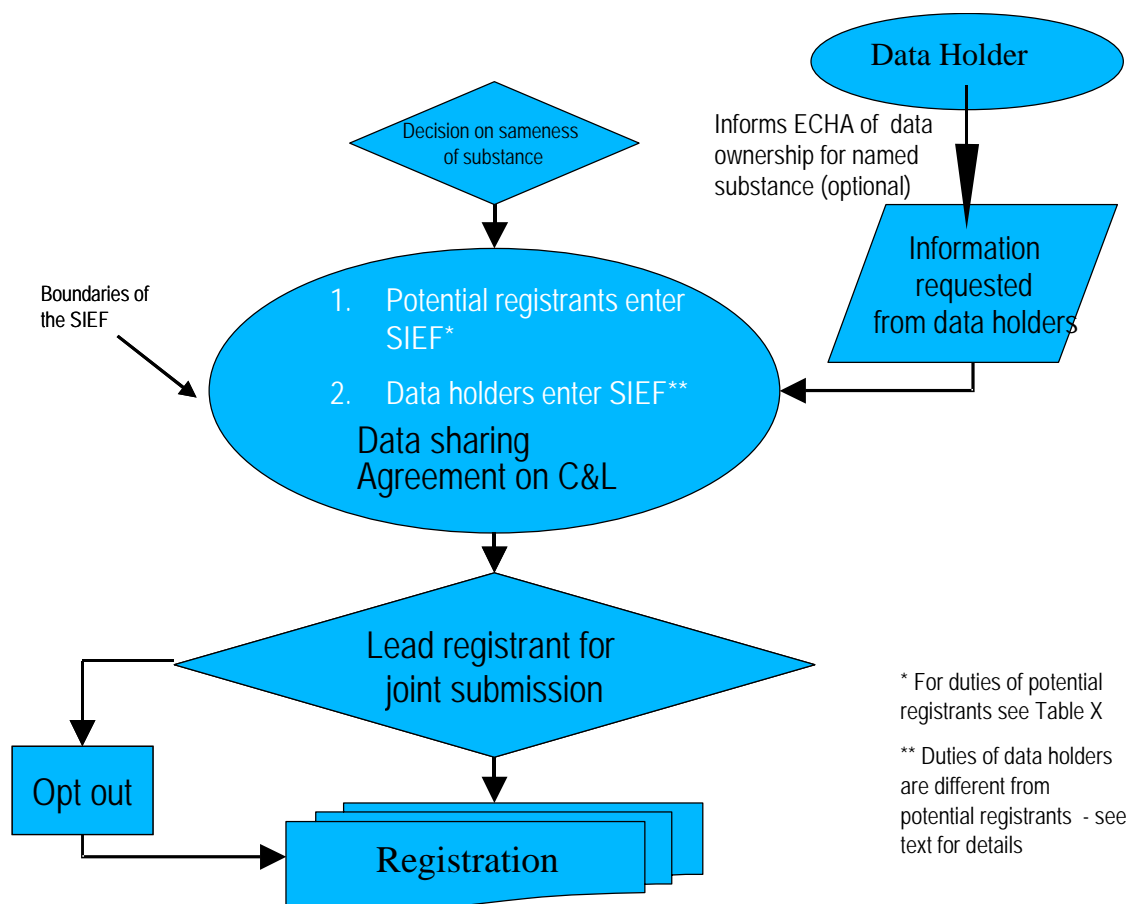 Data Holder
Decision on sameness
of substance
Informs ECHA of data
ownership for named
substance (optional)
Information
requested
from data holders
Boundaries of
the SIEF
1. Potential registrants enter
SIEF*
2. Data holders enter SIEF**
Data sharing
Agreement on C&L
Lead registrant for
joint submission
Opt out
Registration
* For duties of potential
registrants see Table X
** Duties of data holders
are different from
potential registrants - see
text for details